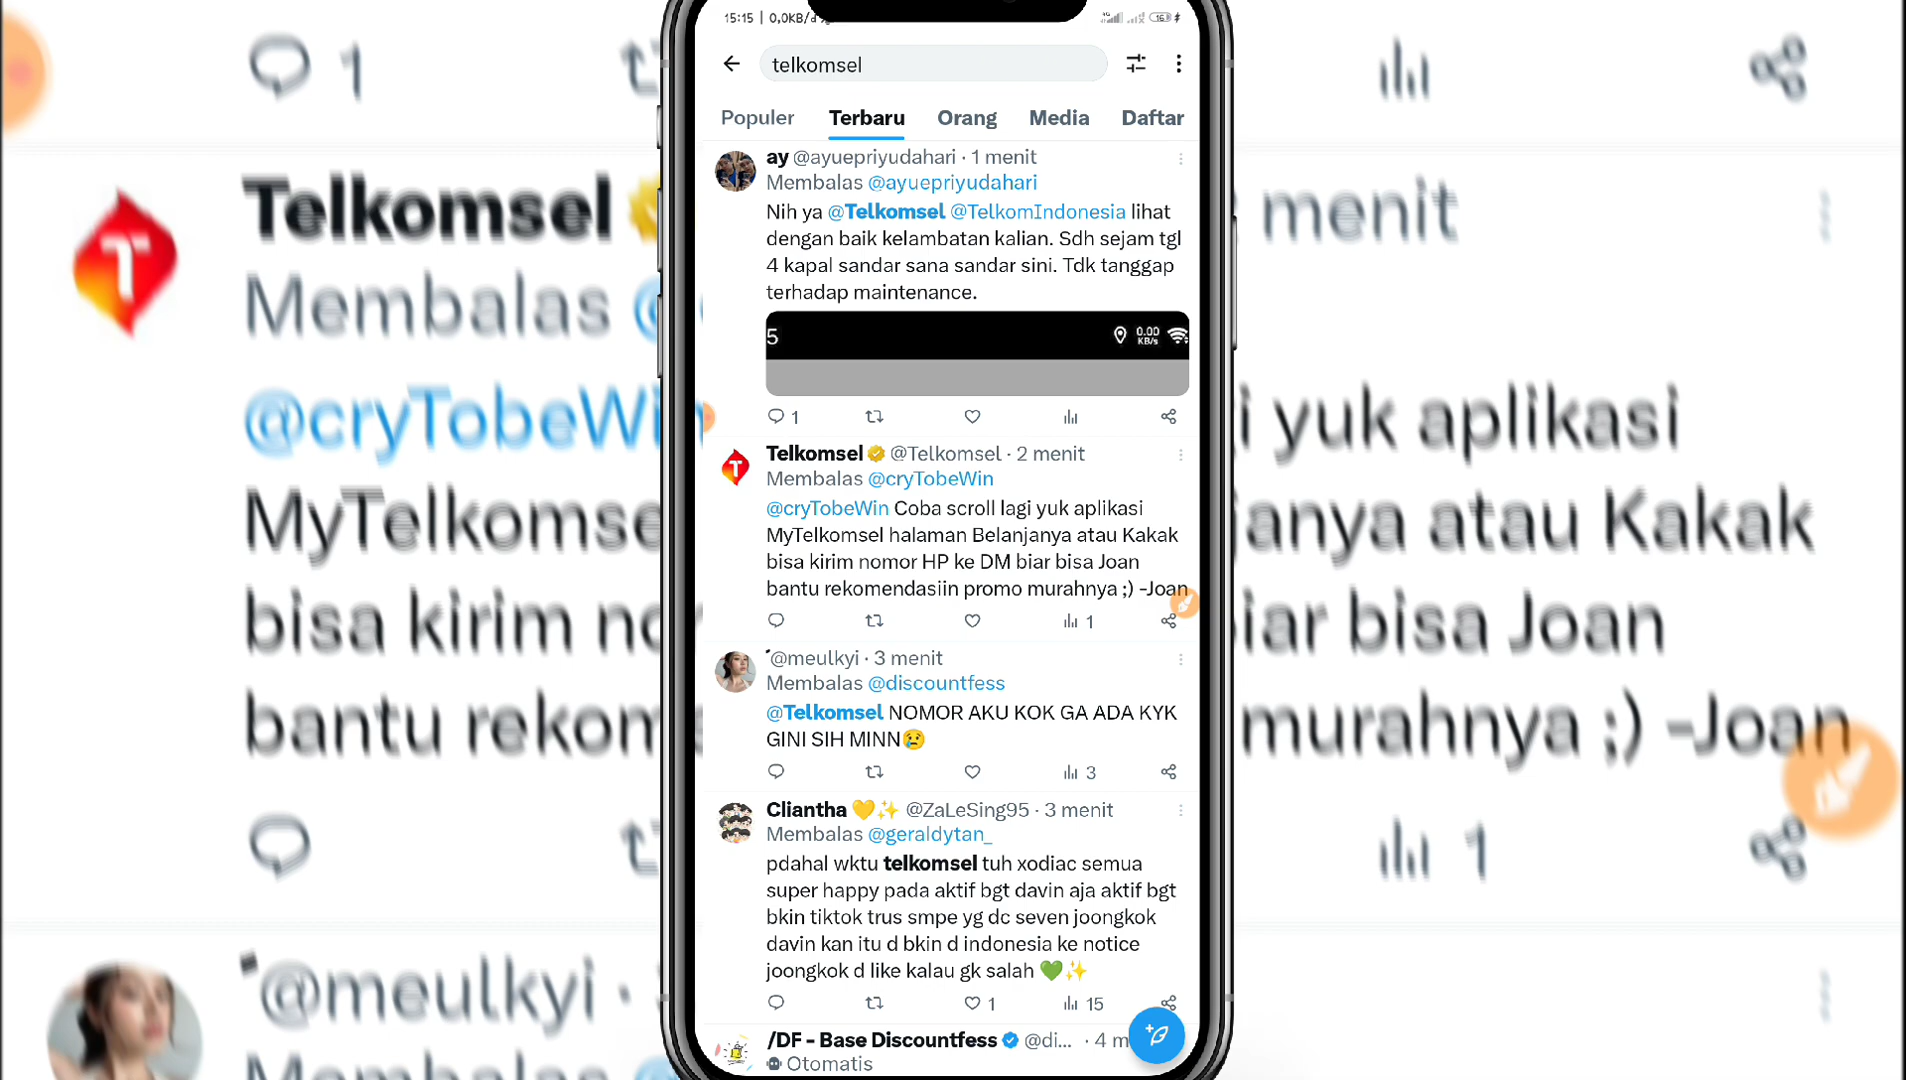 15:15 | 0,0KB/d
telkomsel
Populer Terbaru Orang Media Daftar
ay @ayuepriyudahari · 1 menit
Membalas @ayuepriyudahari
Nih ya @Telkomsel @TelkomIndonesia lihat
dengan baik kelambatan kalian. Sdh sejam tgl
4 kapal sandar sana sandar sini. Tdk tanggap
terhadap maintenance.
5 0.00 KB/s
1
Telkomsel @Telkomsel · 2 menit
Membalas @cryTobeWin
@cryTobeWin Coba scroll lagi yuk aplikasi
MyTelkomsel halaman Belanjanya atau Kakak
bisa kirim nomor HP ke DM biar bisa Joan
bantu rekomendasiin promo murahnya ;) -Joan
1
@meulkyi · 3 menit
Membalas @discountfess
@Telkomsel NOMOR AKU KOK GA ADA KYK
GINI SIH MINN😢
3
Cliantha 💛✨ @ZaLeSing95 · 3 menit
Membalas @geraldytan_
pdahal wktu telkomsel tuh xodiac semua
super happy pada aktif bgt davin aja aktif bgt
bkin tiktok trus smpe yg dc seven joongkok
davin kan itu d bkin d indonesia ke notice
joongkok d like kalau gk salah 💚✨
1 15
/DF - Base Discountfess @di... · 4 m
Otomatis
1
Telkomsel menit
Membalas
@cryTobeWi i yuk aplikasi
MyTelkomse janya atau Kakak
bisa kirim no iar bisa Joan
bantu rekom murahnya ;) -Joan
1
@meulkyi ·
Membalas